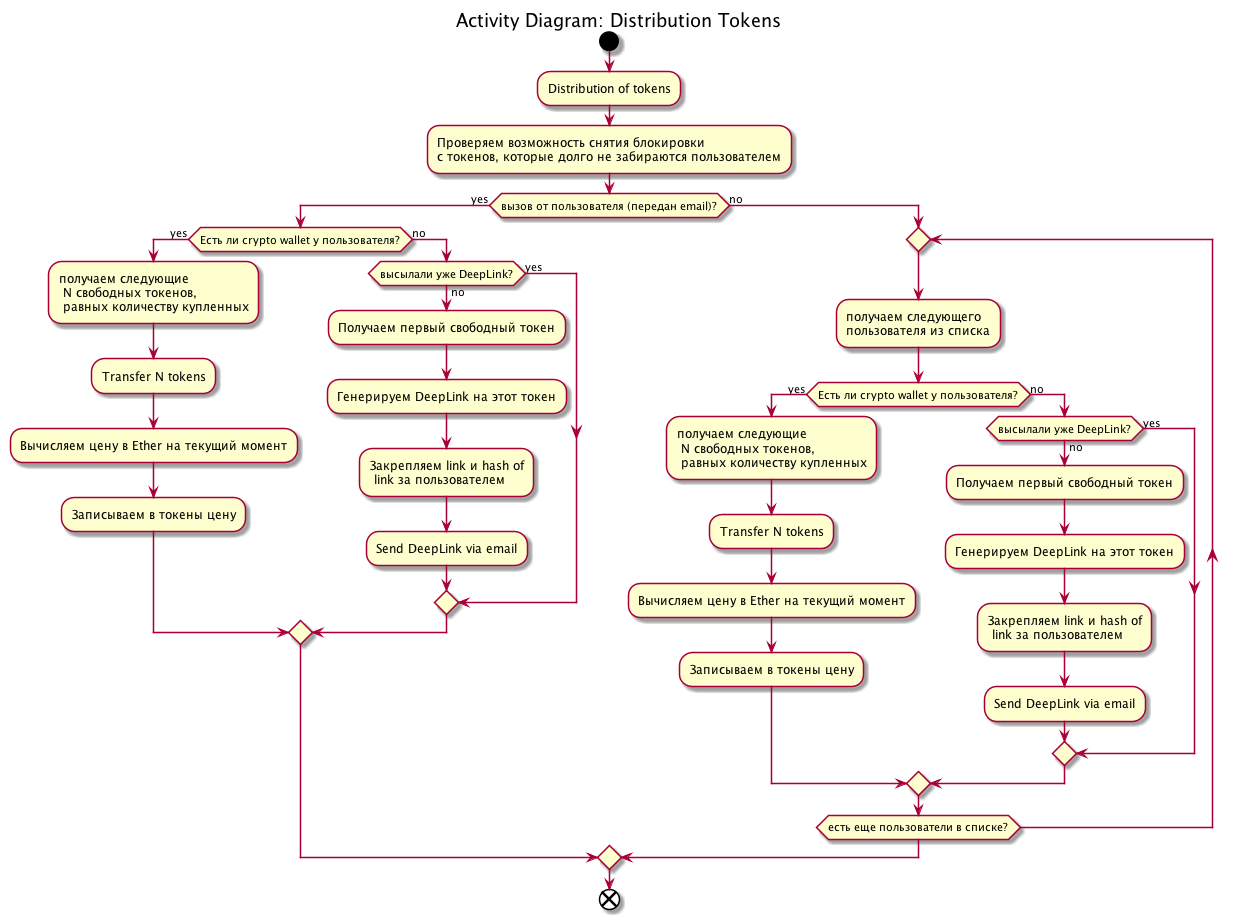 Activity Diagram: Distribution Tokens
Distribution of tokens
Проверяем возможность снятия блокировки
с токенов, которые долго не забираются пользователем
yes
вызов от пользователя (передан email)?
no
yes
Есть ли crypto wallet у пользователя?
no
получаем следующие
N свободных токенов,
равных количеству купленных
Transfer N tokens
Вычисляем цену в Ether на текущий момент
Записываем в токены цену
высылали уже DeepLink?
yes
no
Получаем первый свободный токен
Генерируем DeepLink на этот токен
Закрепляем link и hash of
link за пользователем
Send DeepLink via email
получаем следующего
пользователя из списка
yes
Есть ли crypto wallet у пользователя?
no
получаем следующие
N свободных токенов,
равных количеству купленных
Transfer N tokens
Вычисляем цену в Ether на текущий момент
Записываем в токены цену
высылали уже DeepLink?
yes
no
Получаем первый свободный токен
Генерируем DeepLink на этот токен
Закрепляем link и hash of
link за пользователем
Send DeepLink via email
есть еще пользователи в списке?